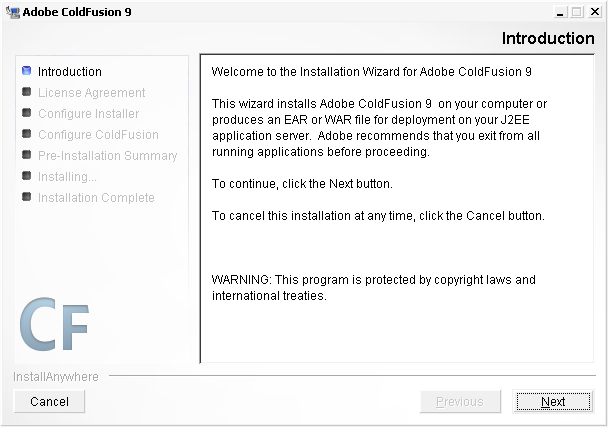 Adobe ColdFusion 9
Introduction
Introduction
License Agreement
Configure Installer
Configure ColdFusion
Pre-Installation Summary
Installing...
Installation Complete
Welcome to the Installation Wizard for Adobe ColdFusion 9
This wizard installs Adobe ColdFusion 9 on your computer or
produces an EAR or WAR file for deployment on your J2EE
application server. Adobe recommends that you exit from all
running applications before proceeding.
To continue, click the Next button.
To cancel this installation at any time, click the Cancel button.
WARNING: This program is protected by copyright laws and
international treaties.
CF
InstallAnywhere
Cancel
Previous
Next